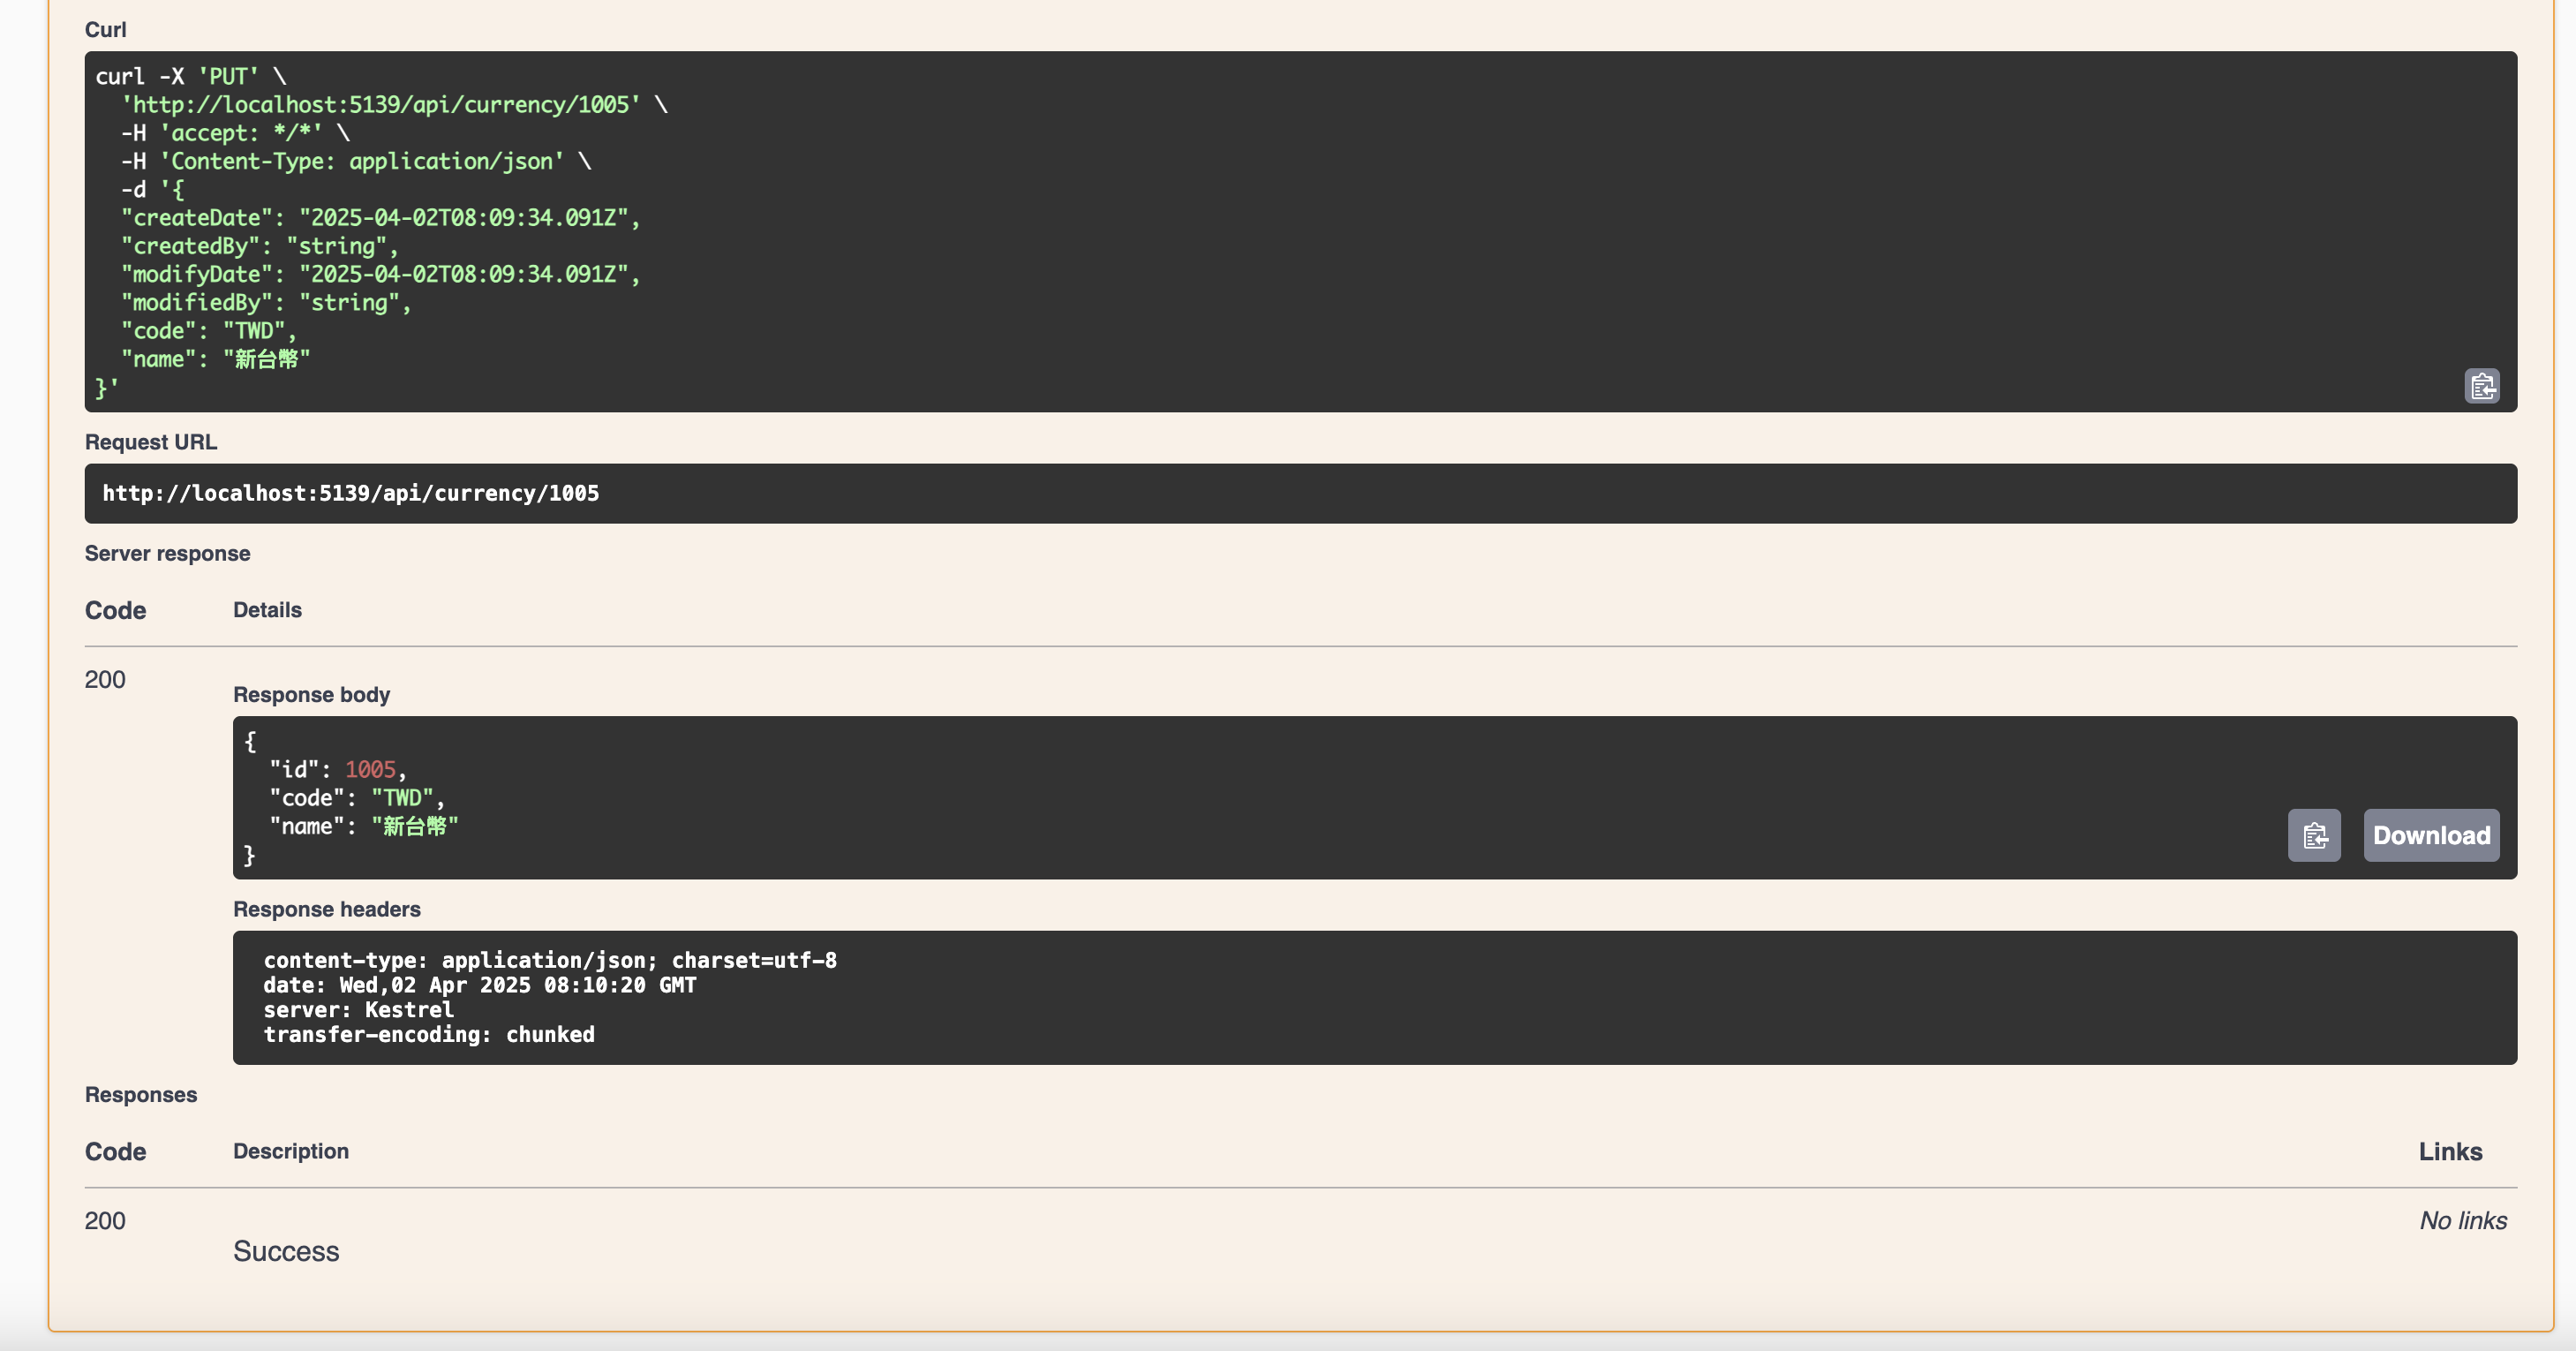 Curl
curl -X 'PUT' \
  'http://localhost:5139/api/currency/1005' \
  -H 'accept: */*' \
  -H 'Content-Type: application/json' \
  -d '{
  "createDate": "2025-04-02T08:09:34.091Z",
  "createdBy": "string",
  "modifyDate": "2025-04-02T08:09:34.091Z",
  "modifiedBy": "string",
  "code": "TWD",
  "name": "新台幣"
}'
Request URL
http://localhost:5139/api/currency/1005
Server response
Code Details
200
Response body
{
  "id": 1005,
  "code": "TWD",
  "name": "新台幣"
}
Download
Response headers
content-type: application/json; charset=utf-8
date: Wed,02 Apr 2025 08:10:20 GMT
server: Kestrel
transfer-encoding: chunked
Responses
Code Description Links
200 No links
Success